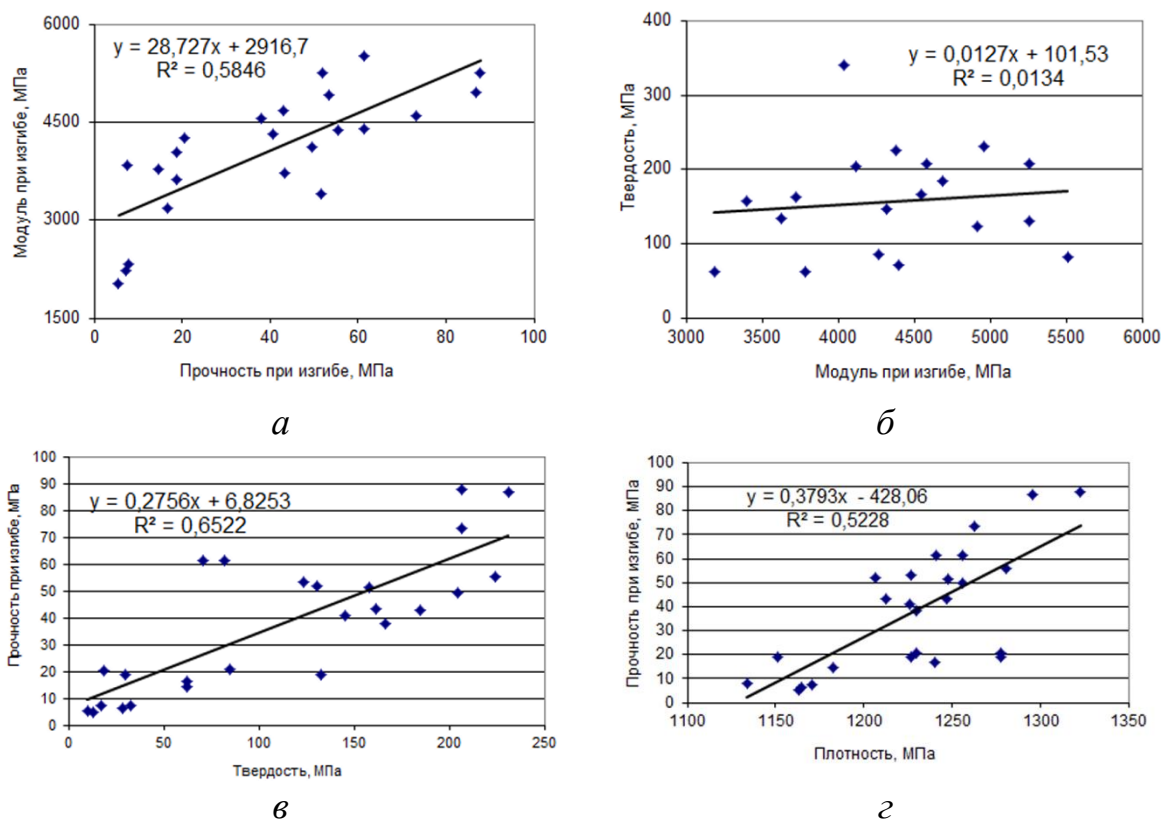 y = 28,727x + 2916,7
R² = 0,5846
Модуль при изгибе, МПа
6000
4500
3000
1500
0 20 40 60 80 100
Прочность при изгибе, МПа
а
y = 0,0127x + 101,53
R² = 0,0134
Твердость, МПа
400
300
200
100
0
3000 3500 4000 4500 5000 5500 6000
Модуль при изгибе, МПа
б
y = 0,2756x + 6,8253
R² = 0,6522
Прочность при изгибе, МПа
100
90
80
70
60
50
40
30
20
10
0
0 50 100 150 200 250
Твердость, МПа
в
y = 0,3793x - 428,06
R² = 0,5228
Прочность при изгибе, МПа
100
90
80
70
60
50
40
30
20
10
0
1100 1150 1200 1250 1300 1350
Плотность, МПа
г